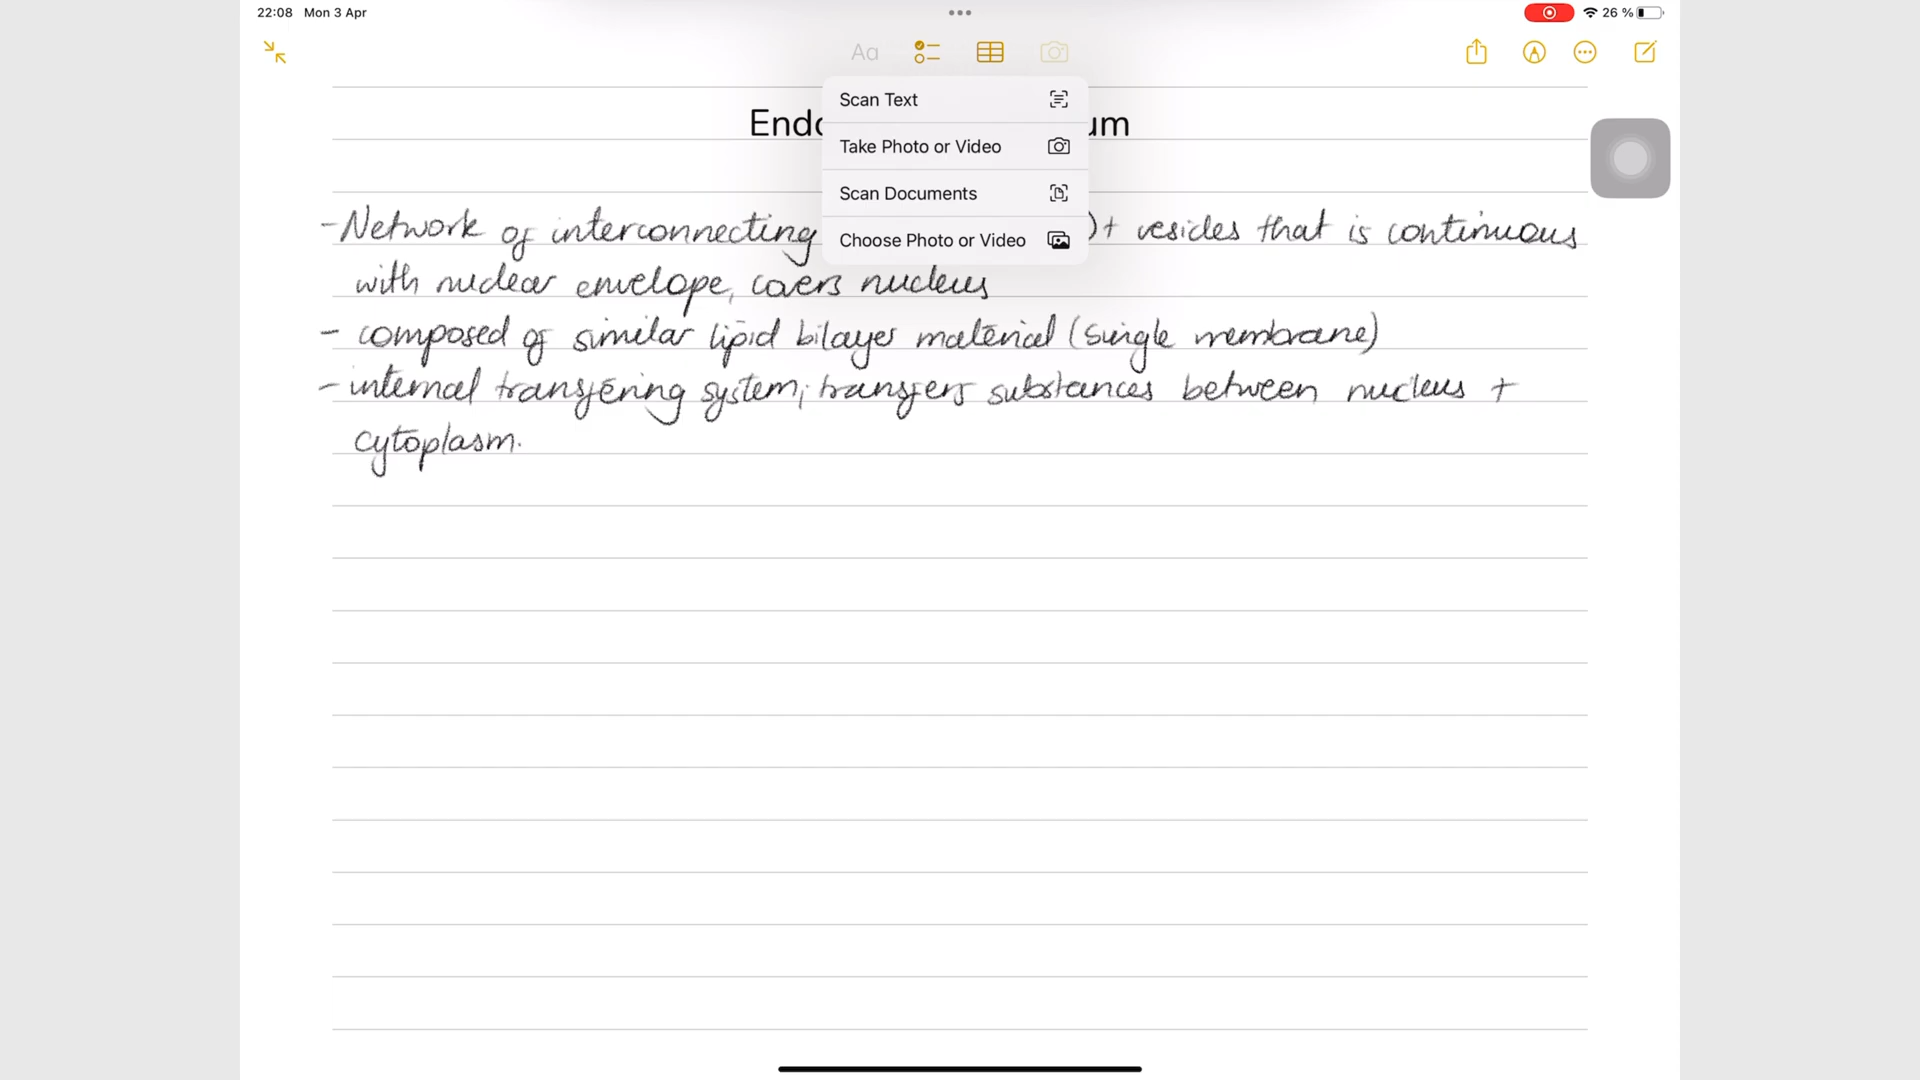 22:08 Mon 3 Apr
26 %
Aa
Scan Text
Endo um
Take Photo or Video
Scan Documents
-Network of interconnecting )+ vesicles that is continuous
Choose Photo or Video
with nuclear envelope, covers nucleus
- composed of similar lipid bilayer material (single membrane)
- internal transfering system; transfers substances between nucleus +
cytoplasm.